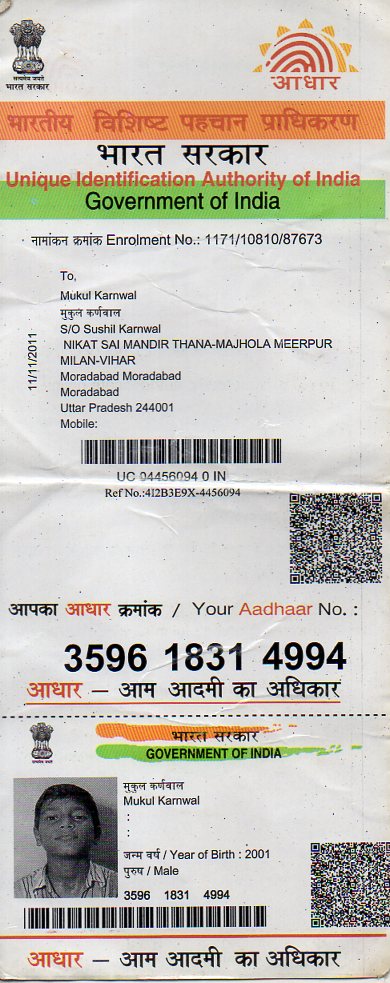 सत्यमेव जयते
भारत सरकार
आधार
भारतीय विशिष्ट पहचान प्राधिकरण
भारत सरकार
Unique Identification Authority of India
Government of India
नामांकन क्रमांक Enrolment No.: 1171/10810/87673
11/11/2011
To,
Mukul Karnwal
मुकुल कर्णवाल
S/O Sushil Karnwal
NIKAT SAI MANDIR THANA-MAJHOLA MEERPUR
MILAN-VIHAR
Moradabad Moradabad
Moradabad
Uttar Pradesh 244001
Mobile:
UC 04456094 0 IN
Ref No.:4I2B3E9X-4456094
आपका आधार क्रमांक / Your Aadhaar No. :
3596 1831 4994
आधार – आम आदमी का अधिकार
भारत सरकार
GOVERNMENT OF INDIA
मुकुल कर्णवाल
Mukul Karnwal
:
:
जन्म वर्ष / Year of Birth : 2001
पुरुष / Male
3596 1831 4994
आधार – आम आदमी का अधिकार